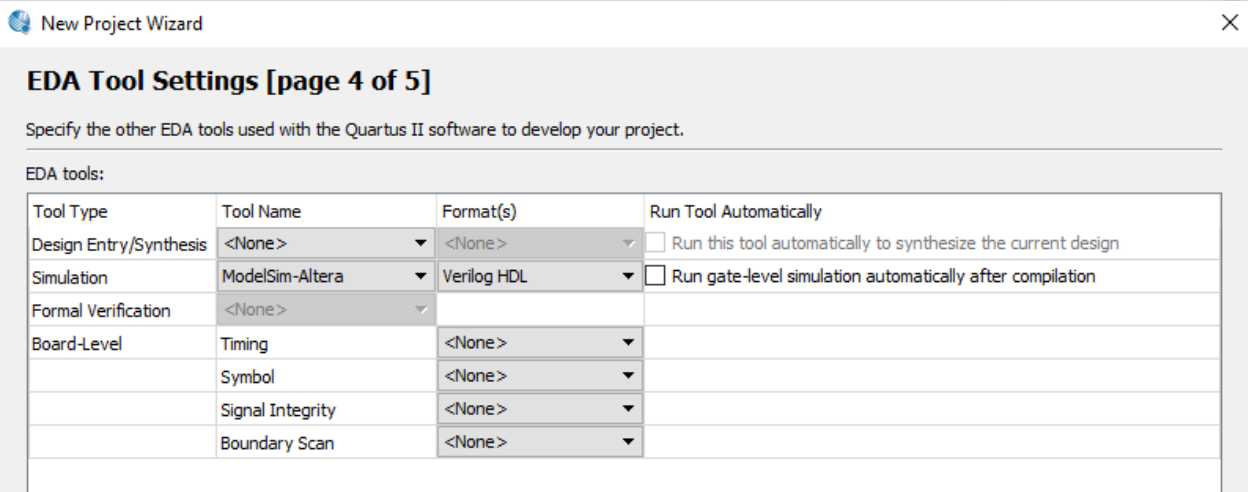 New Project Wizard
EDA Tool Settings [page 4 of 5]
Specify the other EDA tools used with the Quartus II software to develop your project.
EDA tools:
Tool Type Tool Name Format(s) Run Tool Automatically
Design Entry/Synthesis <None> <None> Run this tool automatically to synthesize the current design
Simulation ModelSim-Altera Verilog HDL Run gate-level simulation automatically after compilation
Formal Verification <None>
Board-Level Timing <None>
Symbol <None>
Signal Integrity <None>
Boundary Scan <None>